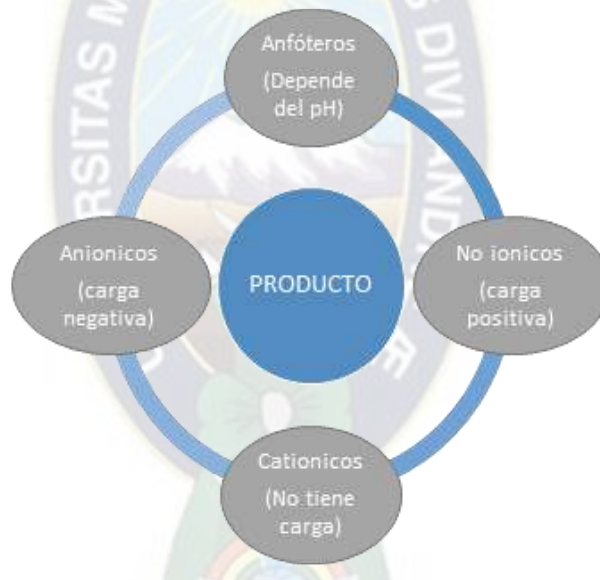 Anfóteros
(Depende
del pH)
Anionicos
(carga
negativa)
PRODUCTO
No ionicos
(carga
positiva)
Cationicos
(No tiene
carga)